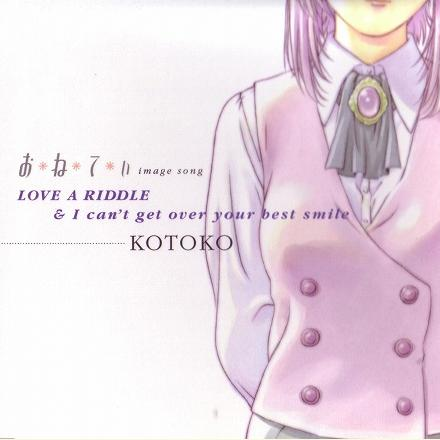 お*ね*て*ぃ image song
LOVE A RIDDLE
& I can't get over your best smile
KOTOKO